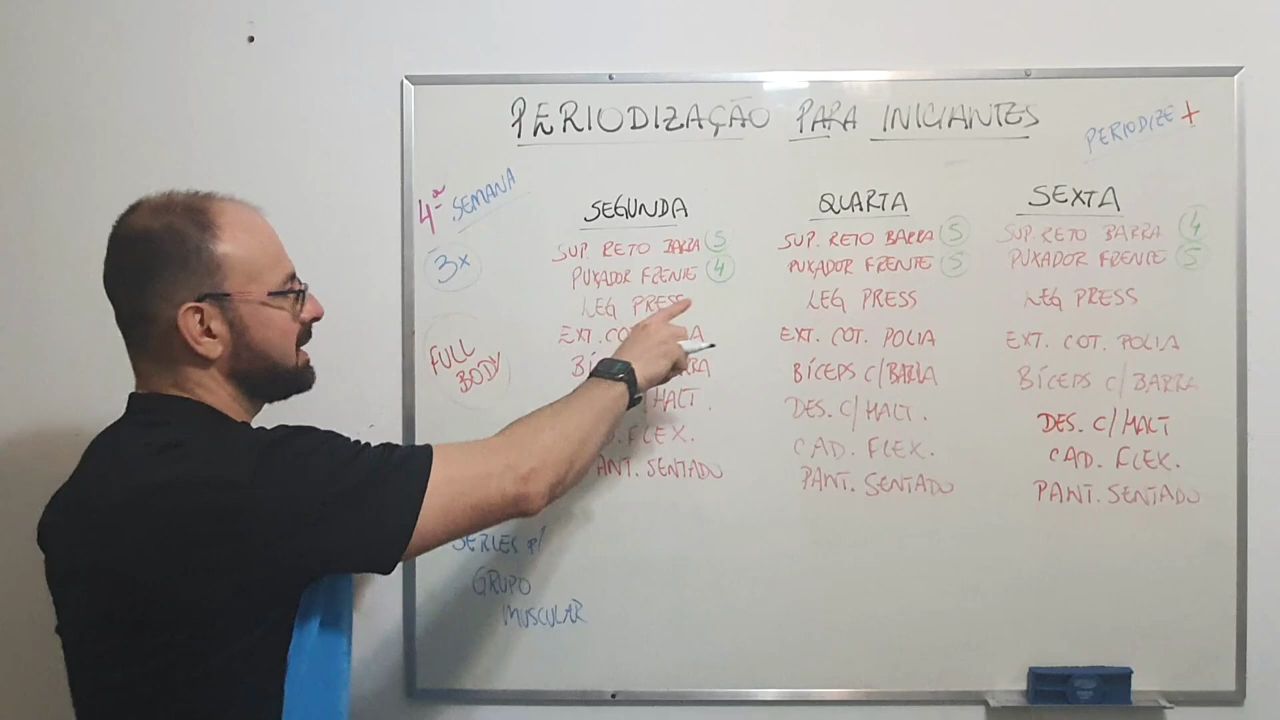 PERIODIZAÇÃO PARA INICIANTES
PERIODIZE +
4ª SEMANA
3x
FULL
BODY
SEGUNDA
SUP. RETO BARRA 5
PUXADOR FRENTE 4
LEG PRESS
EXT.
FLEX.
PANT. SENTADO
QUARTA
SUP. RETO BARRA 5
PUXADOR FRENTE 5
LEG PRESS
EXT. COT. POLIA
BÍCEPS C/ BARRA
DES. C/ HALT.
CAD. FLEX.
PANT. SENTADO
SEXTA
SUP. RETO BARRA 4
PUXADOR FRENTE 5
LEG PRESS
EXT. COT. POLIA
BÍCEPS C/ BARRA
DES. C/ HALT
CAD. FLEX.
PANT. SENTADO
SÉRIES p/
GRUPO
MUSCULAR